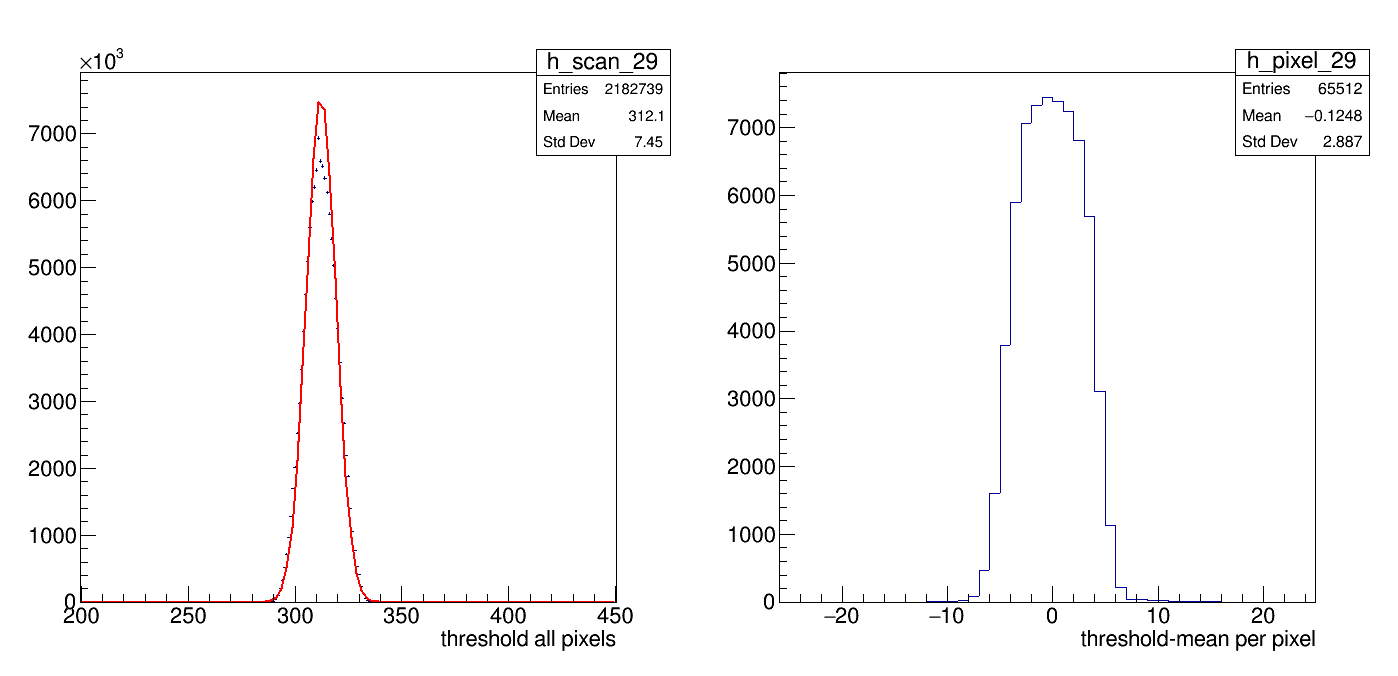 ×10³
h_scan_29
Entries 2182739
Mean 312.1
Std Dev 7.45
7000
6000
5000
4000
3000
2000
1000
0
200 250 300 350 400 450
threshold all pixels
h_pixel_29
Entries 65512
Mean −0.1248
Std Dev 2.887
7000
6000
5000
4000
3000
2000
1000
0
−20 −10 0 10 20
threshold-mean per pixel